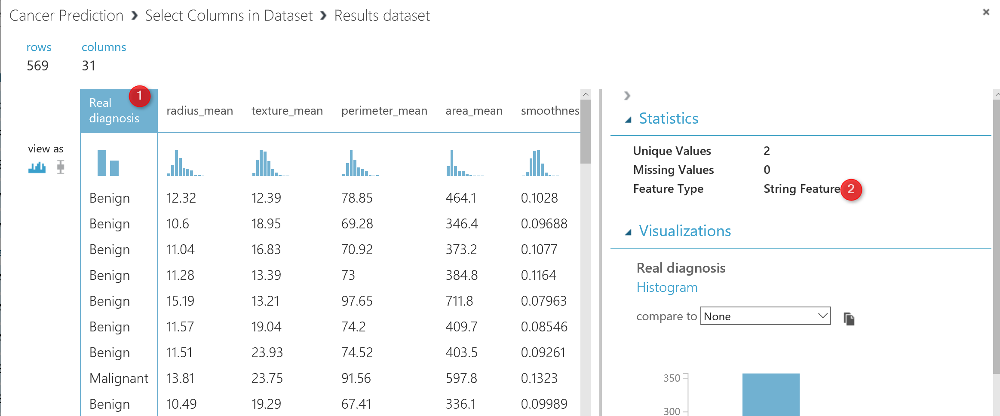 Cancer Prediction › Select Columns in Dataset › Results dataset
rows columns
569 31
Real diagnosis 1 radius_mean texture_mean perimeter_mean area_mean smoothnes
view as
Benign 12.32 12.39 78.85 464.1 0.1028
Benign 10.6 18.95 69.28 346.4 0.09688
Benign 11.04 16.83 70.92 373.2 0.1077
Benign 11.28 13.39 73 384.8 0.1164
Benign 15.19 13.21 97.65 711.8 0.07963
Benign 11.57 19.04 74.2 409.7 0.08546
Benign 11.51 23.93 74.52 403.5 0.09261
Malignant 13.81 23.75 91.56 597.8 0.1323
Benign 10.49 19.29 67.41 336.1 0.09989
Statistics
Unique Values 2
Missing Values 0
Feature Type String Feature 2
Visualizations
Real diagnosis
Histogram
compare to None
350
300